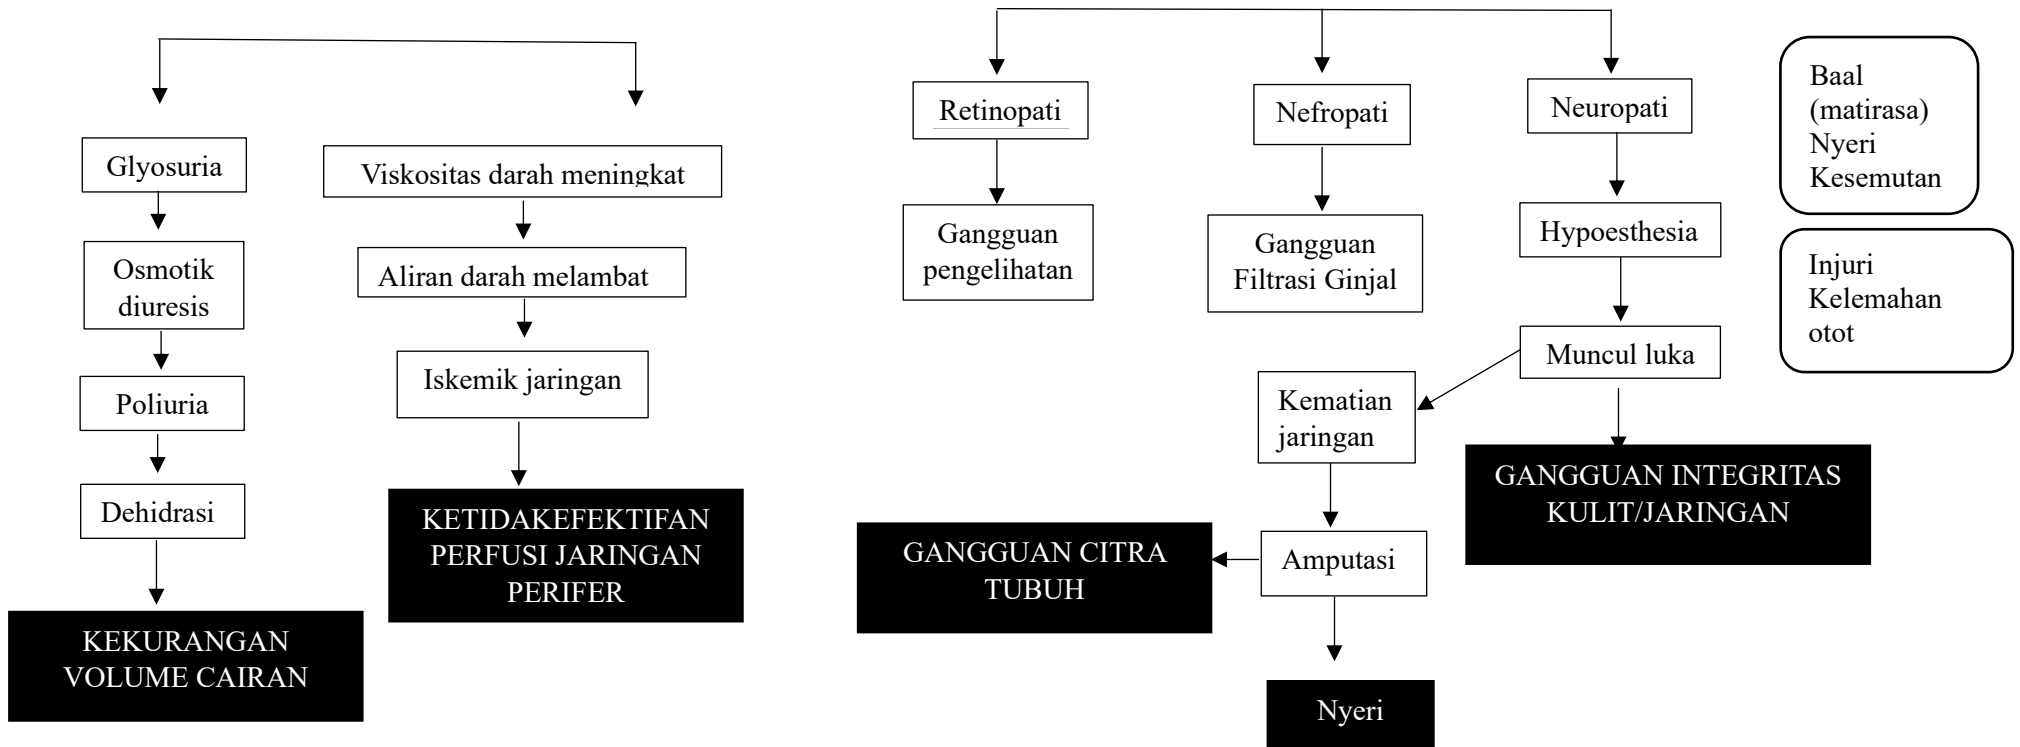 Glyosuria
Osmotik
diuresis
Poliuria
Dehidrasi
KEKURANGAN
VOLUME CAIRAN
Viskositas darah meningkat
Aliran darah melambat
Iskemik jaringan
KETIDAKEFEKTIFAN
PERFUSI JARINGAN
PERIFER
Retinopati
Gangguan
pengelihatan
Nefropati
Gangguan
Filtrasi Ginjal
Neuropati
Hypoesthesia
Muncul luka
Kematian
jaringan
GANGGUAN INTEGRITAS
KULIT/JARINGAN
Amputasi
GANGGUAN CITRA
TUBUH
Nyeri
Baal
(matirasa)
Nyeri
Kesemutan
Injuri
Kelemahan
otot